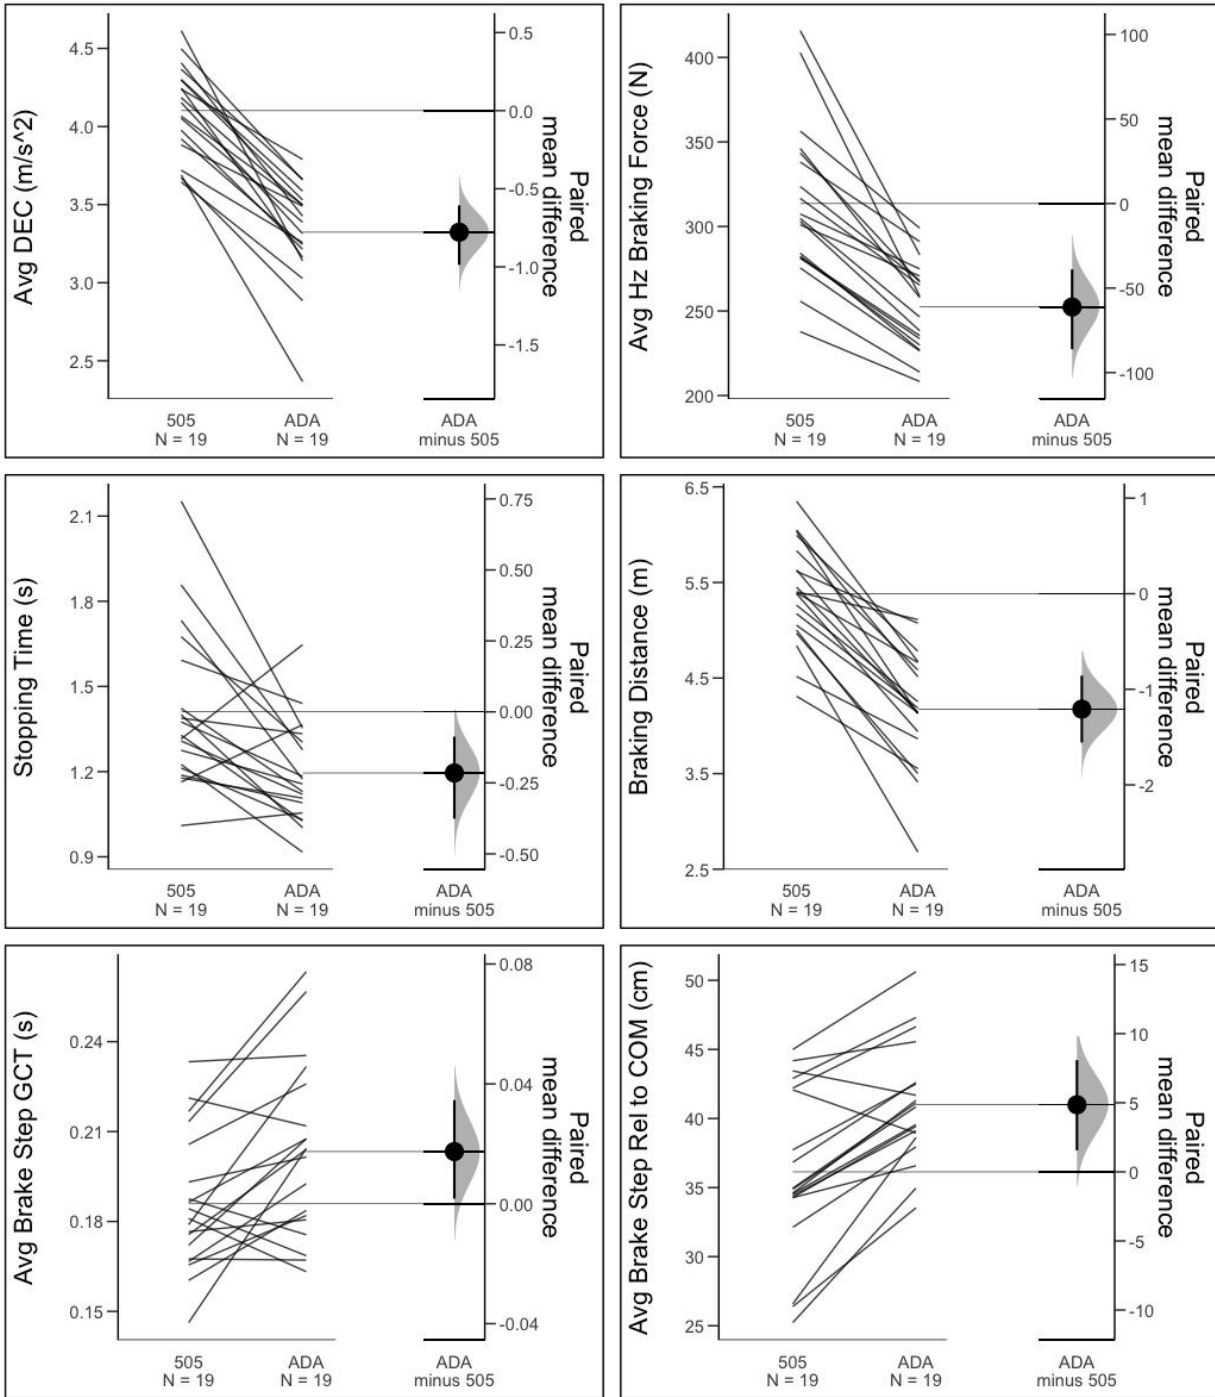 Avg DEC (m/s^2)
4.5
4.0
3.5
3.0
2.5
505
N = 19
ADA
N = 19
ADA
minus 505
0.5
0.0
-0.5
-1.0
-1.5
Paired
mean difference
Avg Hz Braking Force (N)
400
350
300
250
200
505
N = 19
ADA
N = 19
ADA
minus 505
100
50
0
-50
-100
Paired
mean difference
Stopping Time (s)
2.1
1.8
1.5
1.2
0.9
505
N = 19
ADA
N = 19
ADA
minus 505
0.75
0.50
0.25
0.00
-0.25
-0.50
Paired
mean difference
Braking Distance (m)
6.5
5.5
4.5
3.5
2.5
505
N = 19
ADA
N = 19
ADA
minus 505
1
0
-1
-2
Paired
mean difference
Avg Brake Step GCT (s)
0.24
0.21
0.18
0.15
505
N = 19
ADA
N = 19
ADA
minus 505
0.08
0.04
0.00
-0.04
Paired
mean difference
Avg Brake Step Rel to COM (cm)
50
45
40
35
30
25
505
N = 19
ADA
N = 19
ADA
minus 505
15
10
5
0
-5
-10
Paired
mean difference